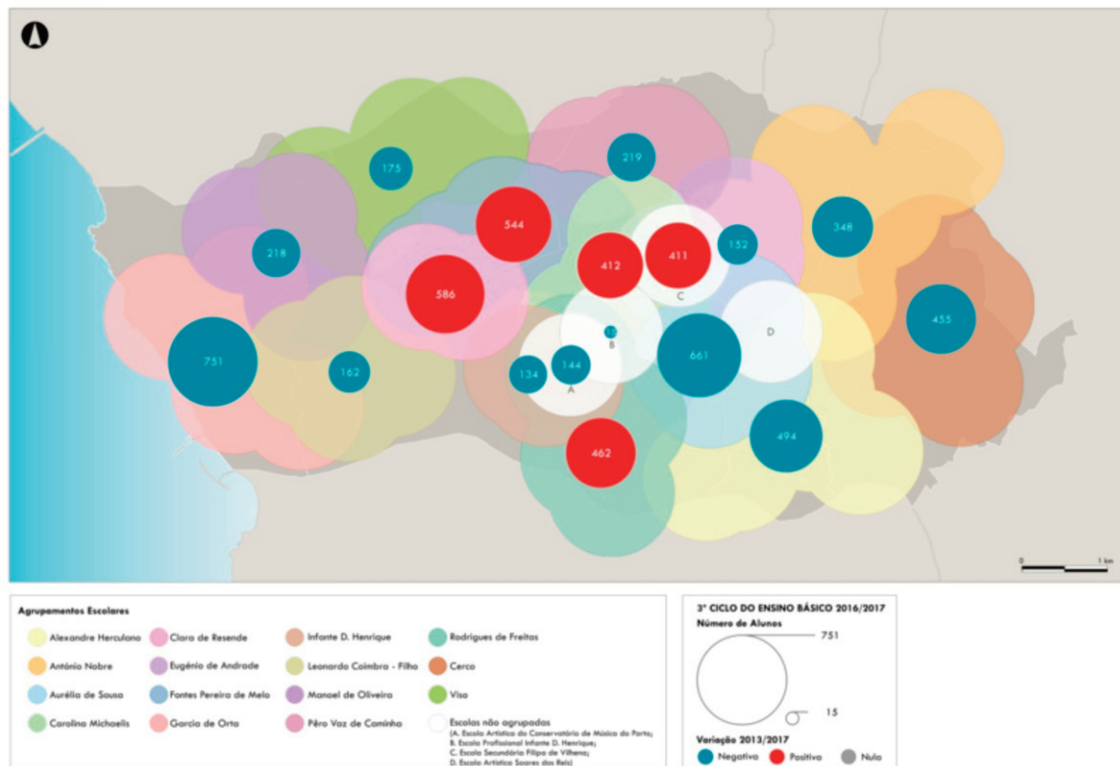 175
219
544
348
152
411
412
218
586
455
15
B
C
D
661
751
144
134
162
A
494
462
0
1 km
Agrupamentos Escolares
Alexandre Herculano
António Nobre
Aurélia de Sousa
Carolina Michaelis
Clara de Resende
Eugénio de Andrade
Fontes Pereira de Melo
Garcia de Orta
Infante D. Henrique
Leonardo Coimbra - Filho
Manoel de Oliveira
Pêro Vaz de Caminha
Rodrigues de Freitas
Cerco
Viso
Escolas não agrupadas
(A. Escola Artística do Conservatório de Música do Porto;
B. Escola Profissional Infante D. Henrique;
C. Escola Secundária Filipa de Vilhena;
D. Escola Artística Soares dos Reis)
3º CICLO DO ENSINO BÁSICO 2016/2017
Número de Alunos
751
15
Variação 2013/2017
Negativo
Positivo
Nulo